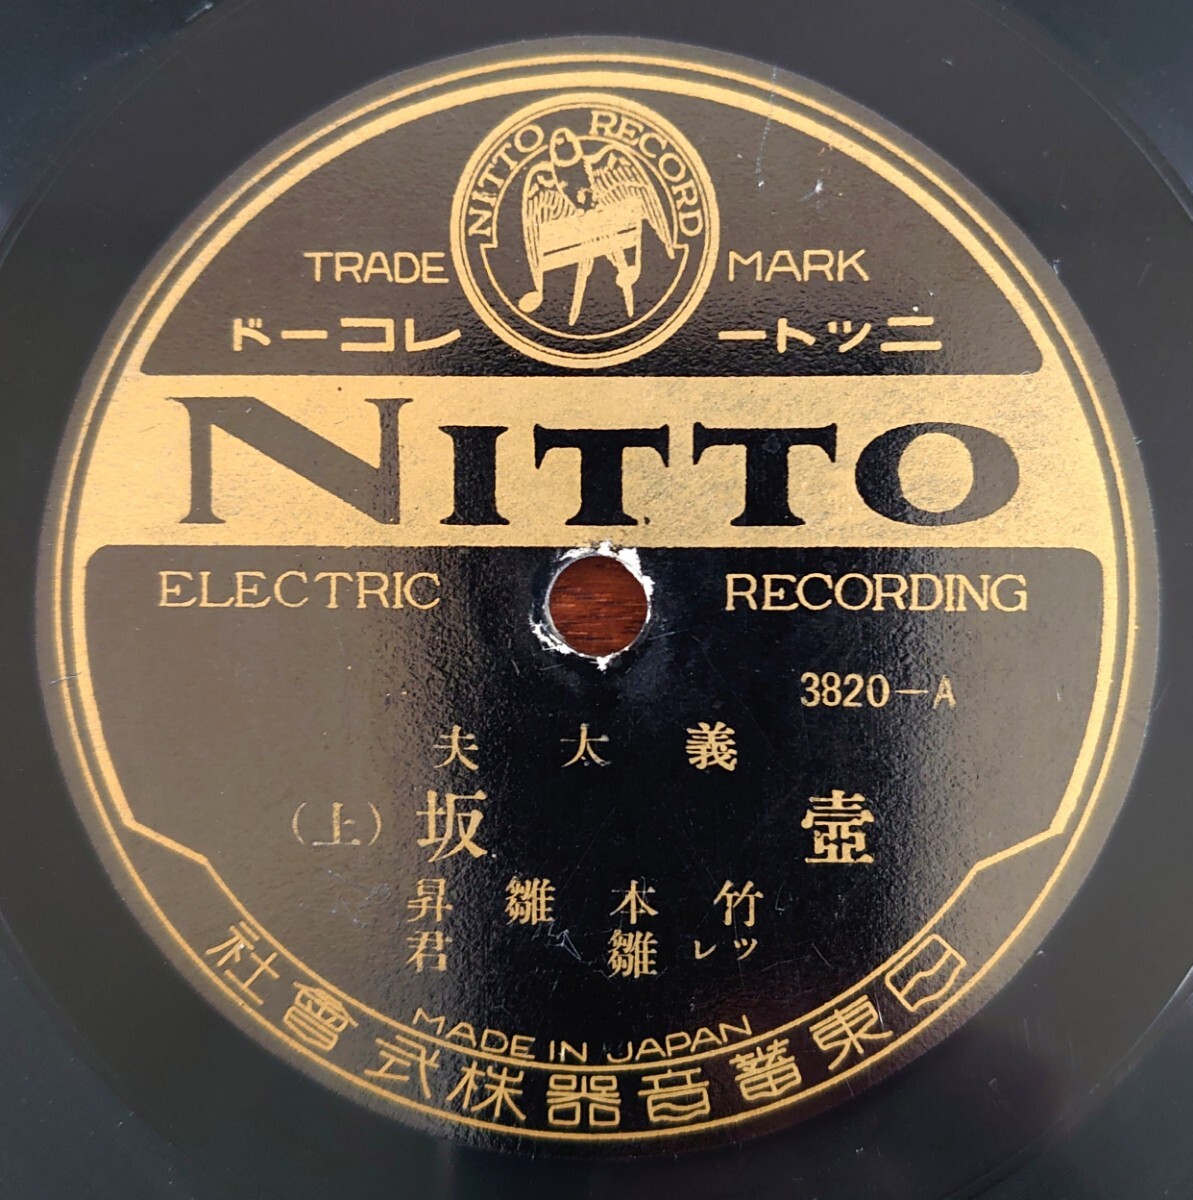 NITTO RECORD
TRADE MARK
ニットーレコード
NITTO
ELECTRIC RECORDING
3820-A
義太夫
壺坂（上）
竹本雛昇
ツレ雛君
MADE IN JAPAN
日東蓄音器株式會社